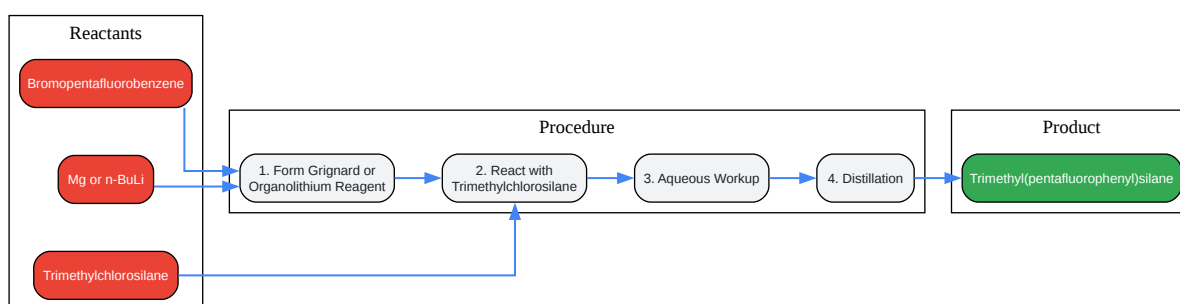 Reactants
Bromopentafluorobenzene
Mg or n-BuLi
Trimethylchlorosilane
Procedure
1. Form Grignard or
Organolithium Reagent
2. React with
Trimethylchlorosilane
3. Aqueous Workup
4. Distillation
Product
Trimethyl(pentafluorophenyl)silane